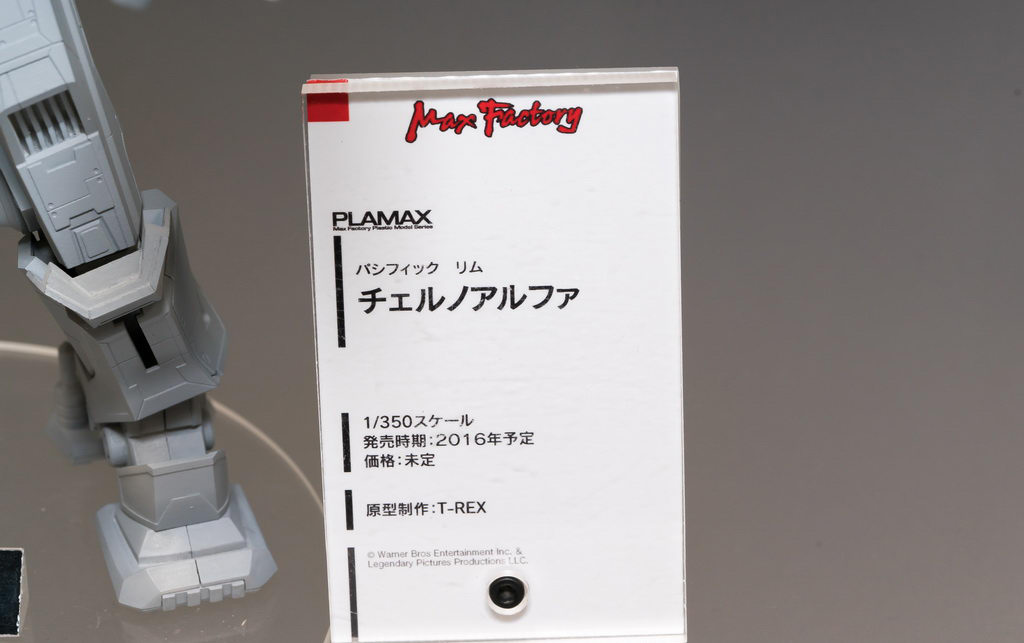 Max Factory
PLAMAX
Max Factory Plastic Model Series
パシフィック リム
チェルノアルファ
1/350スケール
発売時期:2016年予定
価格:未定
原型制作:T-REX
© Warner Bros Entertainment Inc. &
Legendary Pictures Productions LLC.